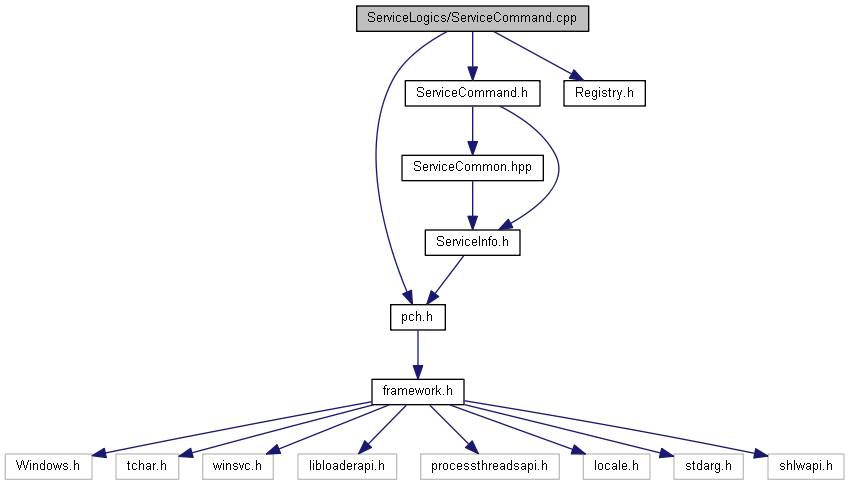 ServiceLogics/ServiceCommand.cpp
ServiceCommand.h
Registry.h
ServiceCommon.hpp
ServiceInfo.h
pch.h
framework.h
Windows.h
tchar.h
winsvc.h
libloaderapi.h
processthreadsapi.h
locale.h
stdarg.h
shlwapi.h